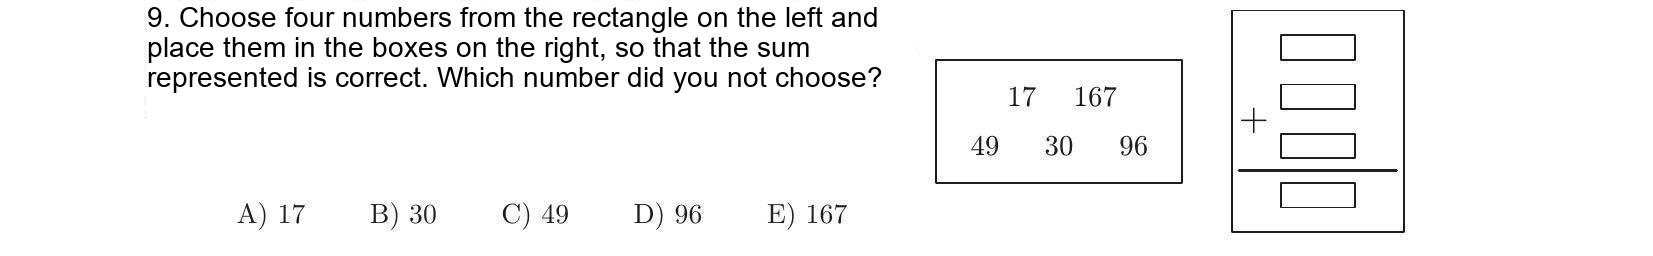 9. Choose four numbers from the rectangle on the left and
place them in the boxes on the right, so that the sum
represented is correct. Which number did you not choose?
17 167
49 30 96
+
A) 17 B) 30 C) 49 D) 96 E) 167